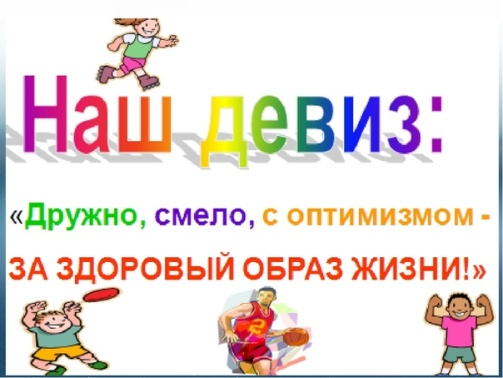 Наш девиз:
«Дружно, смело, с оптимизмом -
ЗА ЗДОРОВЫЙ ОБРАЗ ЖИЗНИ!»